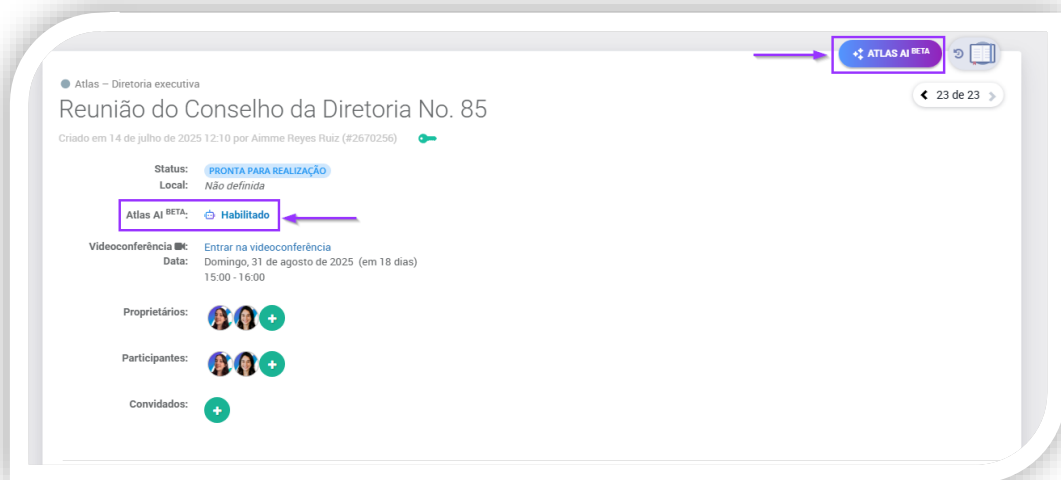 ATLAS AI BETA
Atlas – Diretoria executiva
23 de 23
Reunião do Conselho da Diretoria No. 85
Criado em 14 de julho de 2025 12:10 por Aimme Reyes Ruiz (#2670256)
Status: PRONTA PARA REALIZAÇÃO
Local: Não definida
Atlas AI BETA: Habilitado
Videoconferência : Entrar na videoconferência
Data: Domingo, 31 de agosto de 2025 (em 18 dias)
15:00 - 16:00
Proprietários:
Participantes:
Convidados: